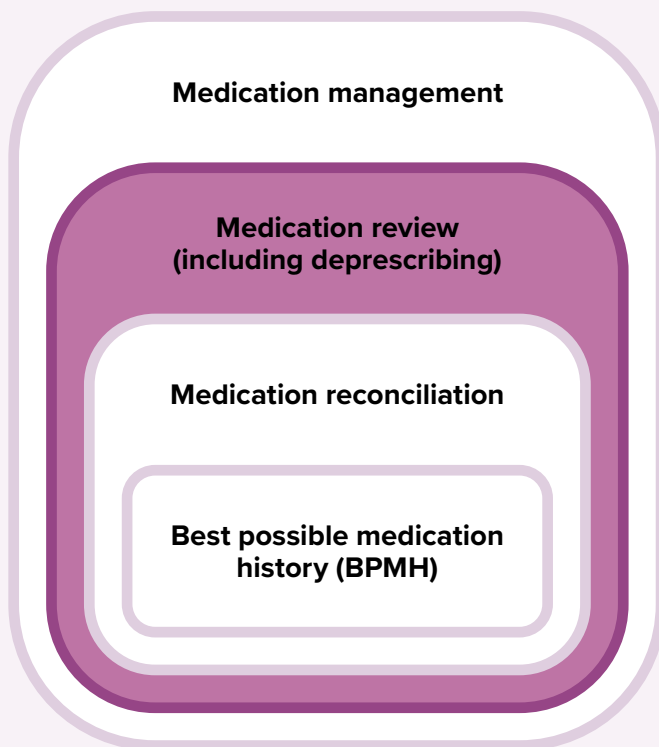 Medication management
Medication review
(including deprescribing)
Medication reconciliation
Best possible medication
history (BPMH)